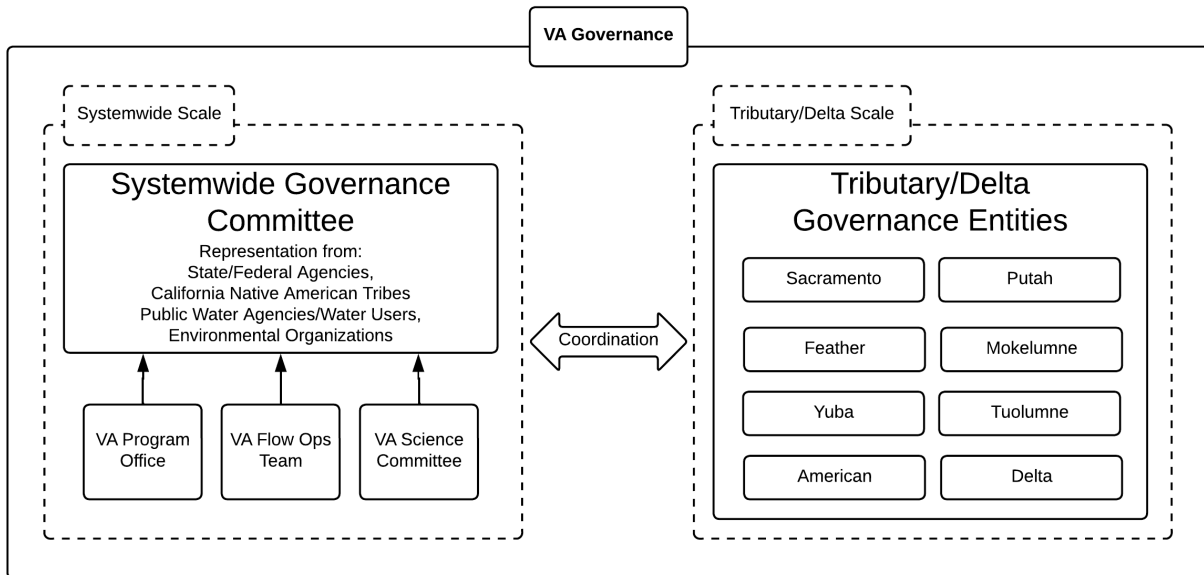 VA Governance
Systemwide Scale
Systemwide Governance
Committee
Representation from:
State/Federal Agencies,
California Native American Tribes
Public Water Agencies/Water Users,
Environmental Organizations
VA Program
Office
VA Flow Ops
Team
VA Science
Committee
Coordination
Tributary/Delta Scale
Tributary/Delta
Governance Entities
Sacramento
Putah
Feather
Mokelumne
Yuba
Tuolumne
American
Delta